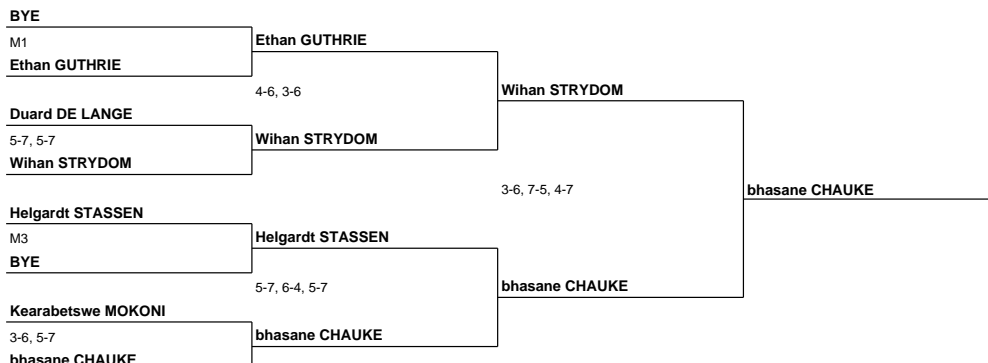 BYE
M1
Ethan GUTHRIE
Ethan GUTHRIE
4-6, 3-6
Wihan STRYDOM
Duard DE LANGE
5-7, 5-7
Wihan STRYDOM
Wihan STRYDOM
3-6, 7-5, 4-7
bhasane CHAUKE
Helgardt STASSEN
M3
Helgardt STASSEN
BYE
5-7, 6-4, 5-7
bhasane CHAUKE
Kearabetswe MOKONI
3-6, 5-7
bhasane CHAUKE
bhasane CHAUKE